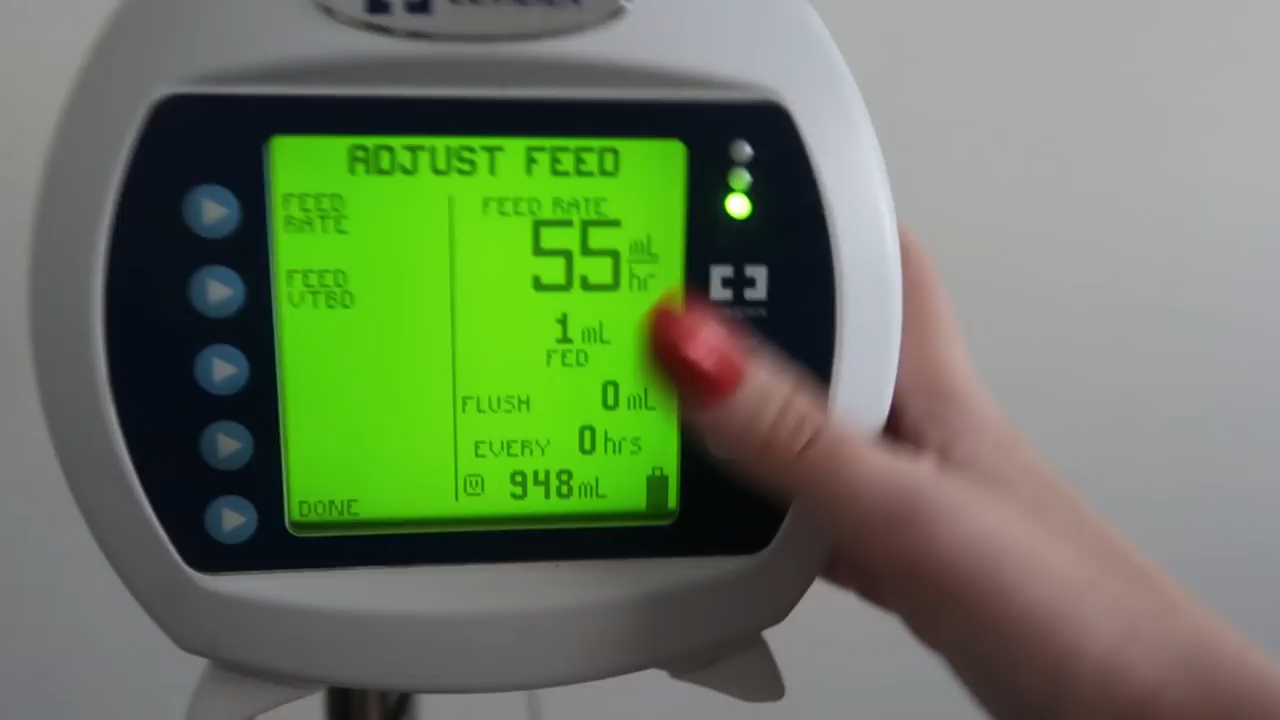 ADJUST FEED
FEED
RATE
FEED
VTBD
DONE
FEED RATE
55 mL/hr
1 mL
FED
FLUSH 0 mL
EVERY 0 hrs
948 mL